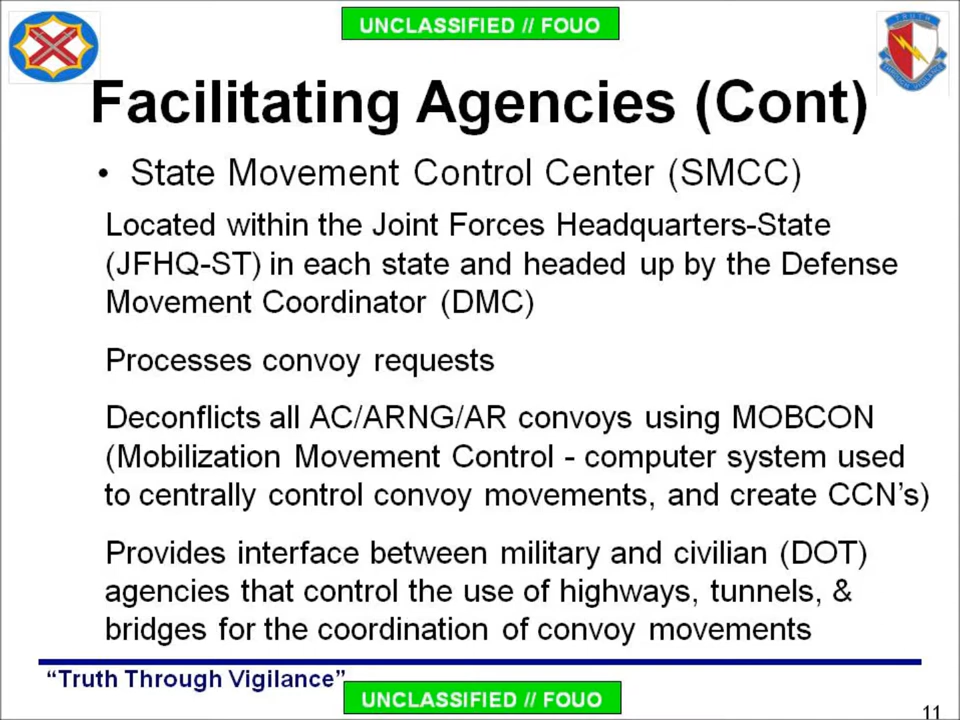 UNCLASSIFIED // FOUO
TRUTH
THROUGH VIGILANCE
Facilitating Agencies (Cont)
• State Movement Control Center (SMCC)
Located within the Joint Forces Headquarters-State
(JFHQ-ST) in each state and headed up by the Defense
Movement Coordinator (DMC)
Processes convoy requests
Deconflicts all AC/ARNG/AR convoys using MOBCON
(Mobilization Movement Control - computer system used
to centrally control convoy movements, and create CCN’s)
Provides interface between military and civilian (DOT)
agencies that control the use of highways, tunnels, &
bridges for the coordination of convoy movements
“Truth Through Vigilance”
UNCLASSIFIED // FOUO
11